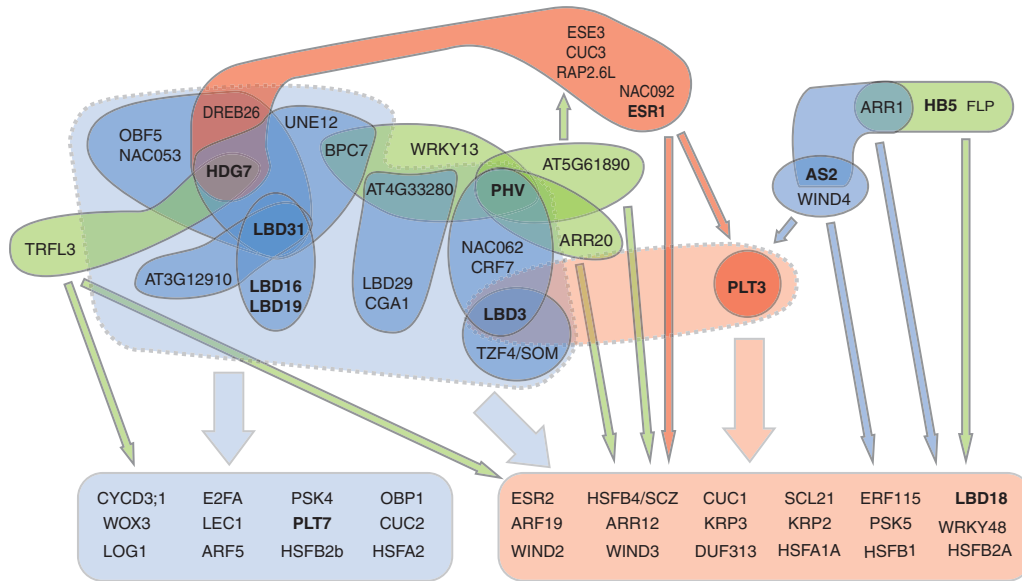 ESE3
CUC3
RAP2.6L
NAC092
ESR1
DREB26
UNE12
OBF5
NAC053
BPC7
WRKY13
ARR1
HB5
FLP
HDG7
AT4G33280
PHV
AT5G61890
AS2
WIND4
TRFL3
LBD31
ARR20
NAC062
CRF7
AT3G12910
LBD16
LBD19
LBD29
CGA1
PLT3
LBD3
TZF4/SOM
CYCD3;1
E2FA
PSK4
OBP1
WOX3
LEC1
PLT7
CUC2
LOG1
ARF5
HSFB2b
HSFA2
ESR2
HSFB4/SCZ
CUC1
SCL21
ERF115
LBD18
ARF19
ARR12
KRP3
KRP2
PSK5
WRKY48
WIND2
WIND3
DUF313
HSFA1A
HSFB1
HSFB2A